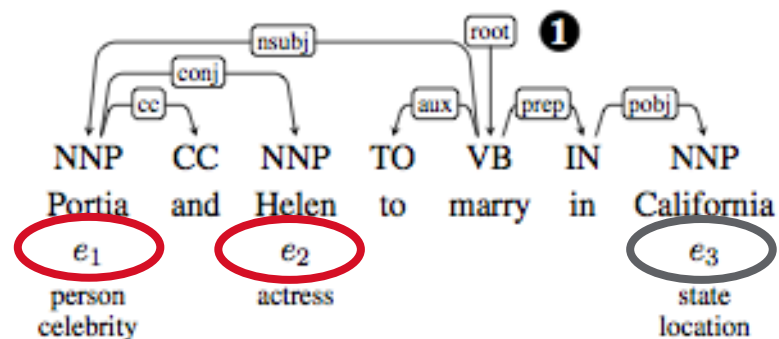 nsubj root 1
conj
cc aux prep pobj
NNP CC NNP TO VB IN NNP
Portia and Helen to marry in California
e1 e2 e3
person actress state
celebrity location